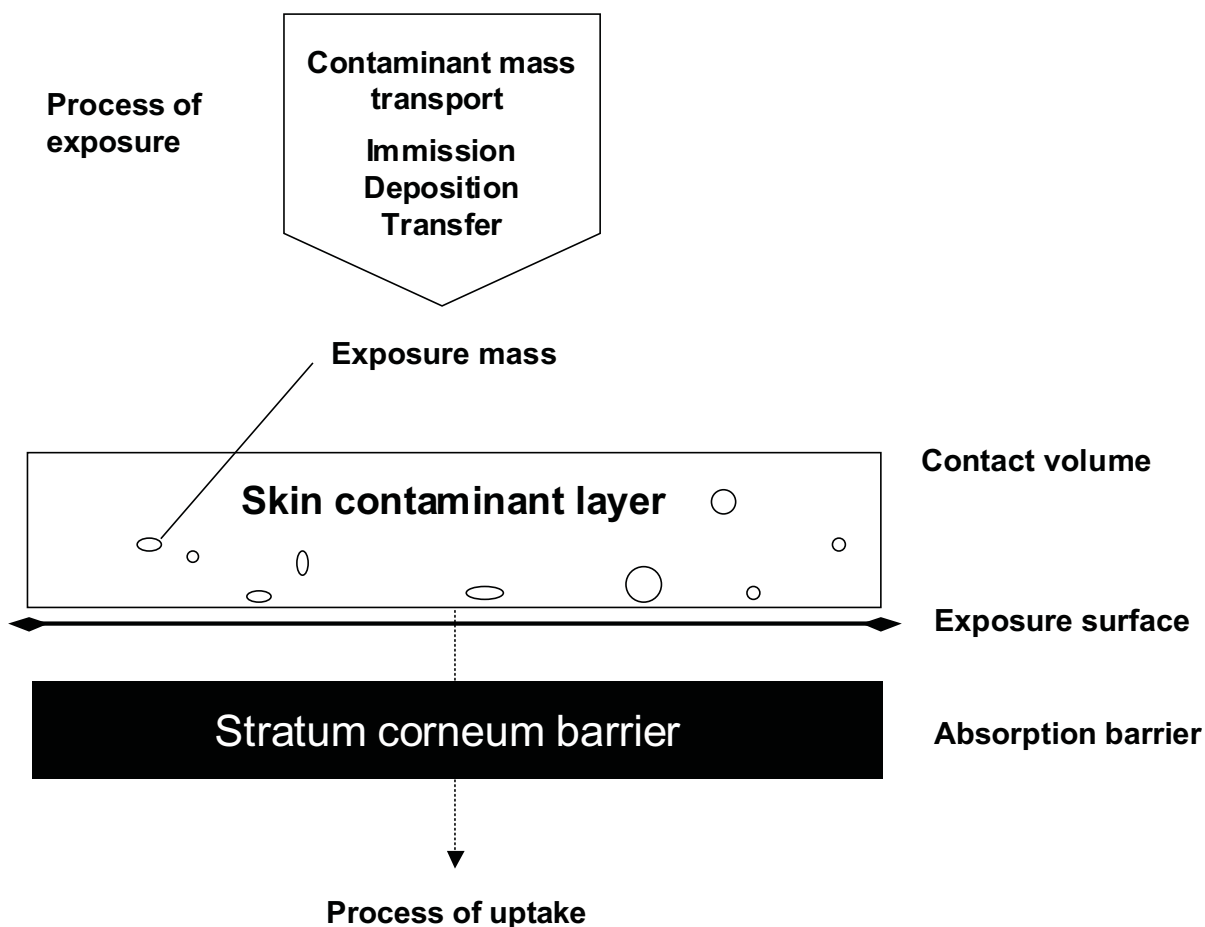 Process of
exposure
Contaminant mass
transport
Immission
Deposition
Transfer
Exposure mass
Contact volume
Skin contaminant layer
Exposure surface
Stratum corneum barrier
Absorption barrier
Process of uptake